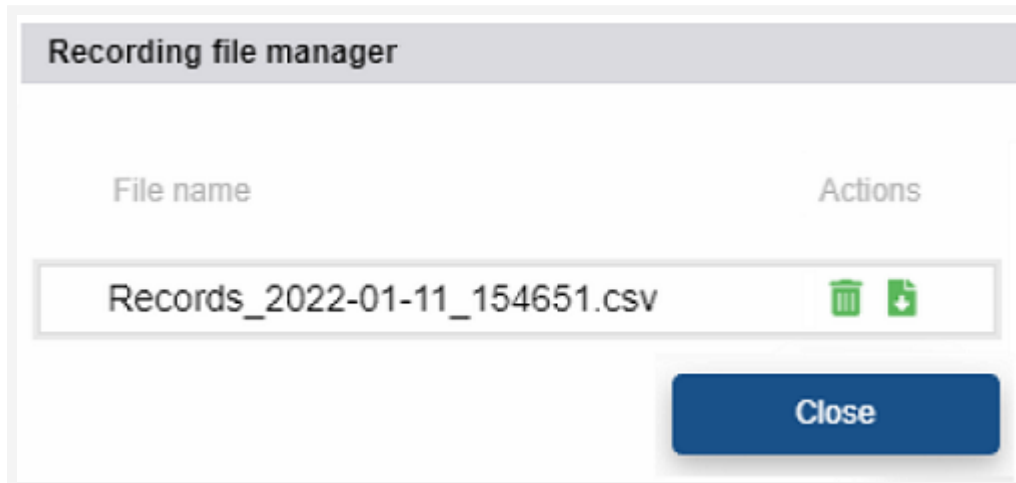 Recording file manager
File name Actions
Records_2022-01-11_154651.csv
Close